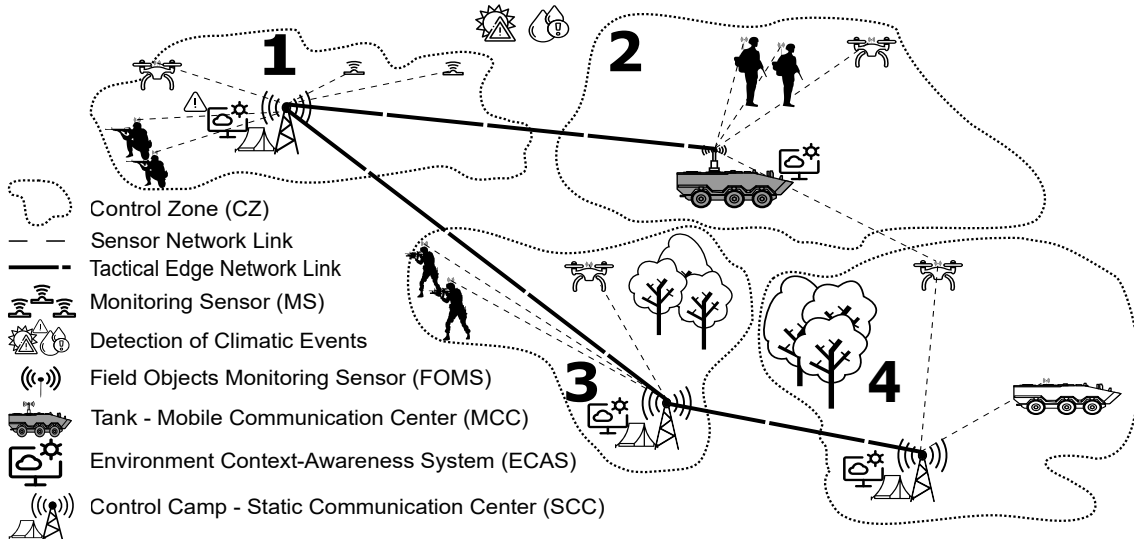 1
2
3
4
Control Zone (CZ)
Sensor Network Link
Tactical Edge Network Link
Monitoring Sensor (MS)
Detection of Climatic Events
Field Objects Monitoring Sensor (FOMS)
Tank - Mobile Communication Center (MCC)
Environment Context-Awareness System (ECAS)
Control Camp - Static Communication Center (SCC)